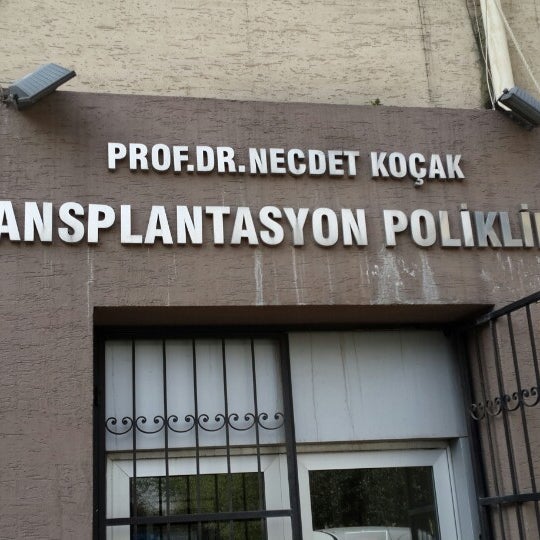 PROF.DR.NECDET KOÇAK
ANSPLANTASYON POLİKLİ